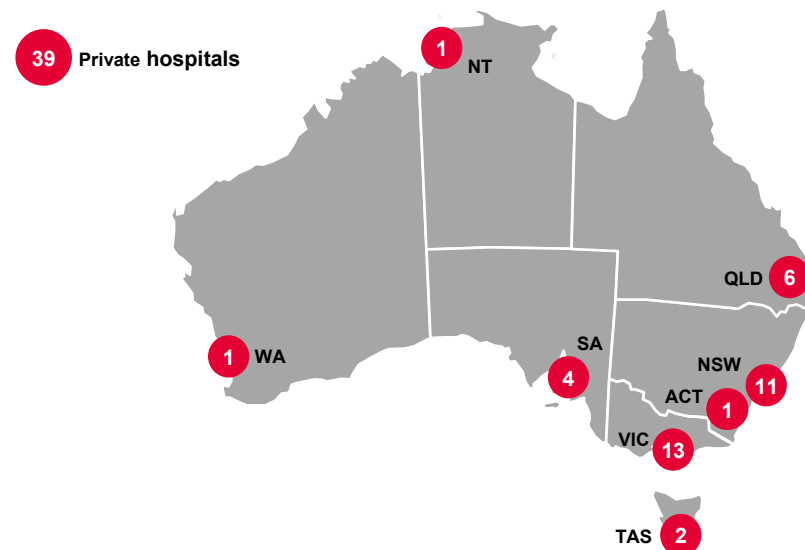 39 Private hospitals
1
NT
QLD 6
1 WA
SA
4
NSW
11
ACT
1
VIC 13
TAS 2